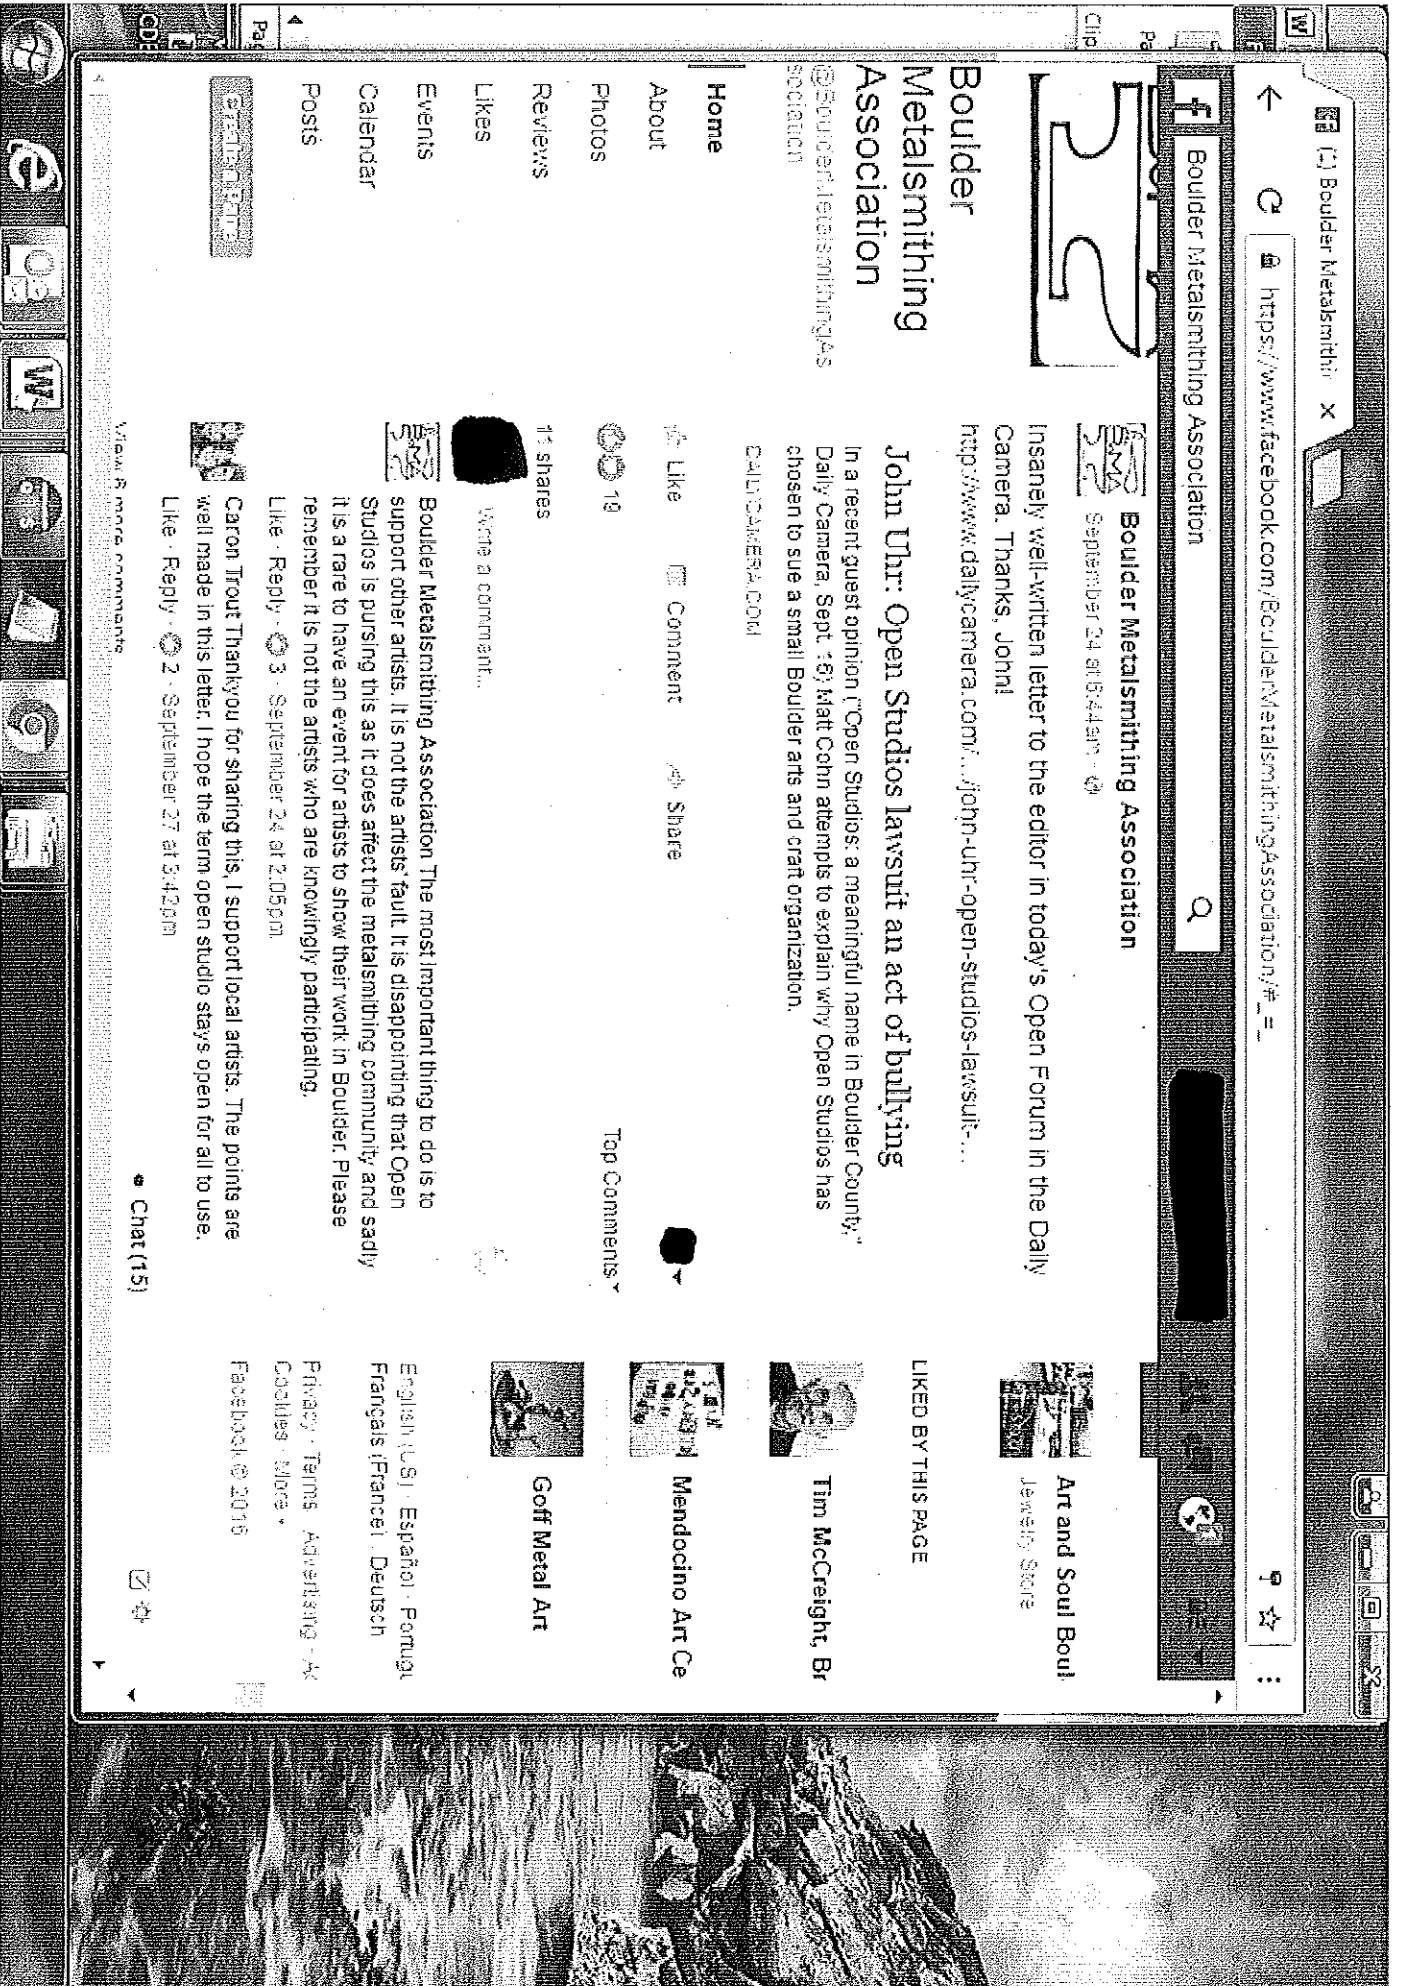 (1) Boulder Metalsmithin
https://www.facebook.com/BoulderMetalsmithingAssociation/#_=_
Boulder Metalsmithing Association
Clip
Pa
Boulder
Metalsmithing
Association
@BoulderMetalsmithingAs
sociation
Home
About
Photos
Reviews
Likes
Events
Calendar
Posts
Create a Page
Boulder Metalsmithing Association
September 24 at 8:44am
Insanely well-written letter to the editor in today's Open Forum in the Daily
Camera. Thanks, John!
http://www.dailycamera.com/.../john-uhr-open-studios-lawsuit-...
John Uhr: Open Studios lawsuit an act of bullying
In a recent guest opinion ("Open Studios: a meaningful name in Boulder County,"
Daily Camera, Sept. 16) Matt Cohn attempts to explain why Open Studios has
chosen to sue a small Boulder arts and craft organization.
DAILYCAMERA.COM
Like Comment Share
19
Top Comments
11 shares
Write a comment...
Boulder Metalsmithing Association The most important thing to do is to
support other artists. It is not the artists' fault. It is disappointing that Open
Studios is pursing this as it does affect the metalsmithing community and sadly
it is a rare to have an event for artists to show their work in Boulder. Please
remember it is not the artists who are knowingly participating.
Like · Reply · 3 · September 24 at 2:05pm
Caron Trout Thankyou for sharing this, I support local artists. The points are
well made in this letter. I hope the term open studio stays open for all to use.
Like · Reply · 2 · September 27 at 3:42pm
View 6 more comments
Art and Soul Boul
Jewelry Store
LIKED BY THIS PAGE
Tim McCreight, Br
Mendocino Art Ce
Goff Metal Art
English (US) · Español · Portugu
Français (France) · Deutsch
Privacy · Terms · Advertising · Ad
Cookies · More
Facebook © 2016
Chat (15)